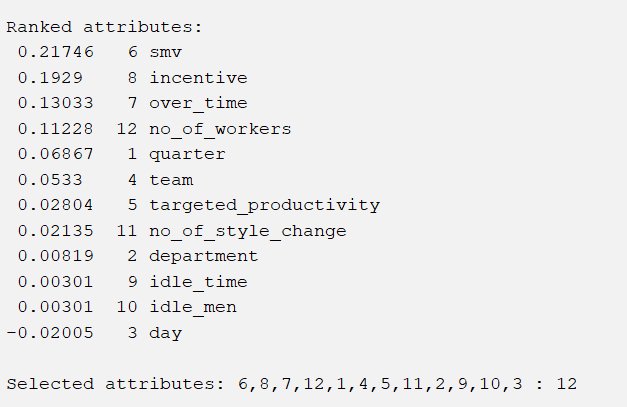 Ranked attributes:
0.21746 6 smv
0.1929 8 incentive
0.13033 7 over_time
0.11228 12 no_of_workers
0.06867 1 quarter
0.0533 4 team
0.02804 5 targeted_productivity
0.02135 11 no_of_style_change
0.00819 2 department
0.00301 9 idle_time
0.00301 10 idle_men
-0.02005 3 day
Selected attributes: 6,8,7,12,1,4,5,11,2,9,10,3 : 12